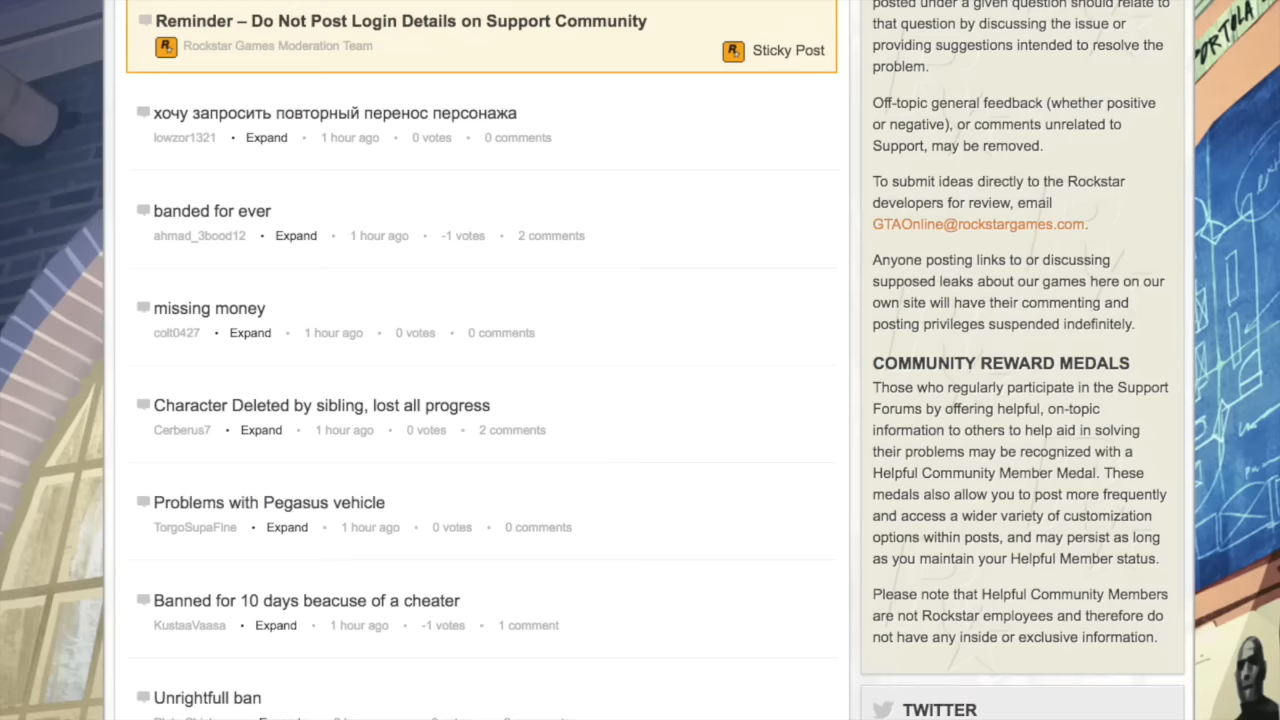 Reminder – Do Not Post Login Details on Support Community
Rockstar Games Moderation Team
Sticky Post
хочу запросить повторный перенос персонажа
lowzor1321 • Expand • 1 hour ago • 0 votes • 0 comments
banded for ever
ahmad_3bood12 • Expand • 1 hour ago • -1 votes • 2 comments
missing money
colt0427 • Expand • 1 hour ago • 0 votes • 0 comments
Character Deleted by sibling, lost all progress
Cerberus7 • Expand • 1 hour ago • 0 votes • 2 comments
Problems with Pegasus vehicle
TorgoSupaFine • Expand • 1 hour ago • 0 votes • 0 comments
Banned for 10 days beacuse of a cheater
KustaaVaasa • Expand • 1 hour ago • -1 votes • 1 comment
Unrightfull ban
posted under a given question should relate to
that question by discussing the issue or
providing suggestions intended to resolve the
problem.
Off-topic general feedback (whether positive
or negative), or comments unrelated to
Support, may be removed.
To submit ideas directly to the Rockstar
developers for review, email
GTAOnline@rockstargames.com.
Anyone posting links to or discussing
supposed leaks about our games here on our
own site will have their commenting and
posting privileges suspended indefinitely.
COMMUNITY REWARD MEDALS
Those who regularly participate in the Support
Forums by offering helpful, on-topic
information to others to help aid in solving
their problems may be recognized with a
Helpful Community Member Medal. These
medals also allow you to post more frequently
and access a wider variety of customization
options within posts, and may persist as long
as you maintain your Helpful Member status.
Please note that Helpful Community Members
are not Rockstar employees and therefore do
not have any inside or exclusive information.
TWITTER